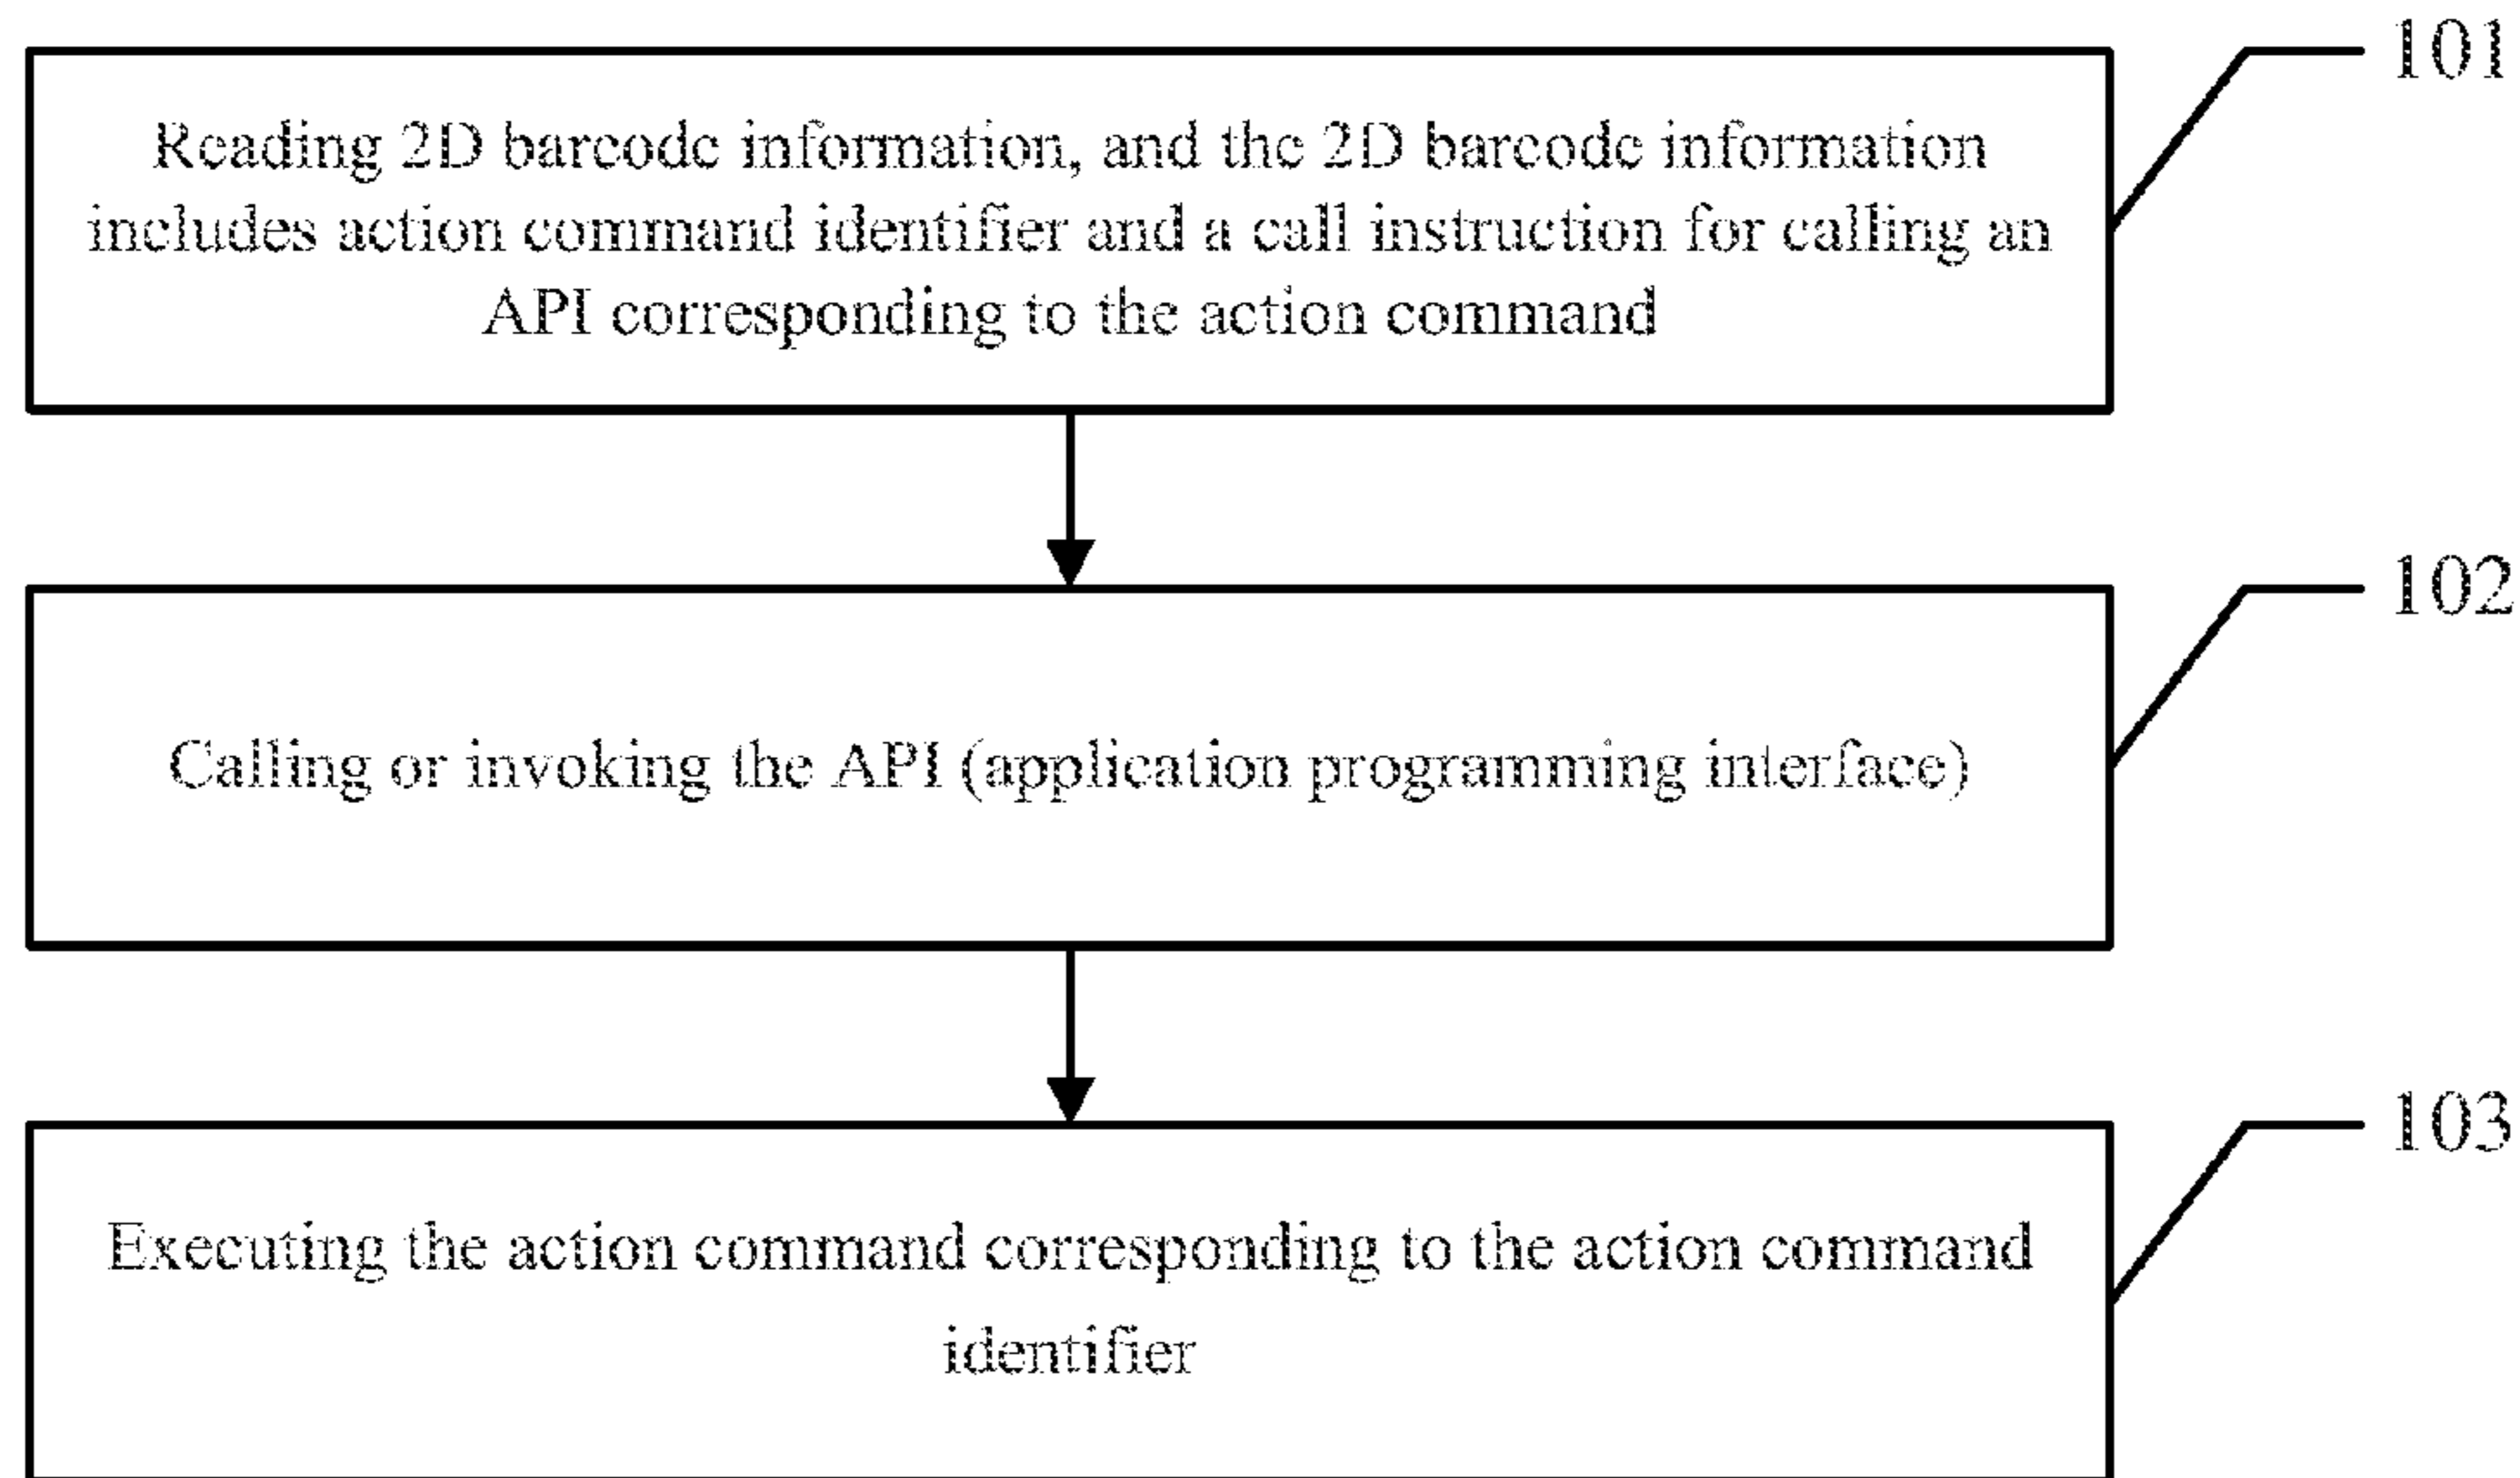 101
Reading 2D barcode information, and the 2D barcode information
includes action command identifier and a call instruction for calling an
API corresponding to the action command
102
Calling or invoking the API (application programming interface)
103
Executing the action command corresponding to the action command
identifier